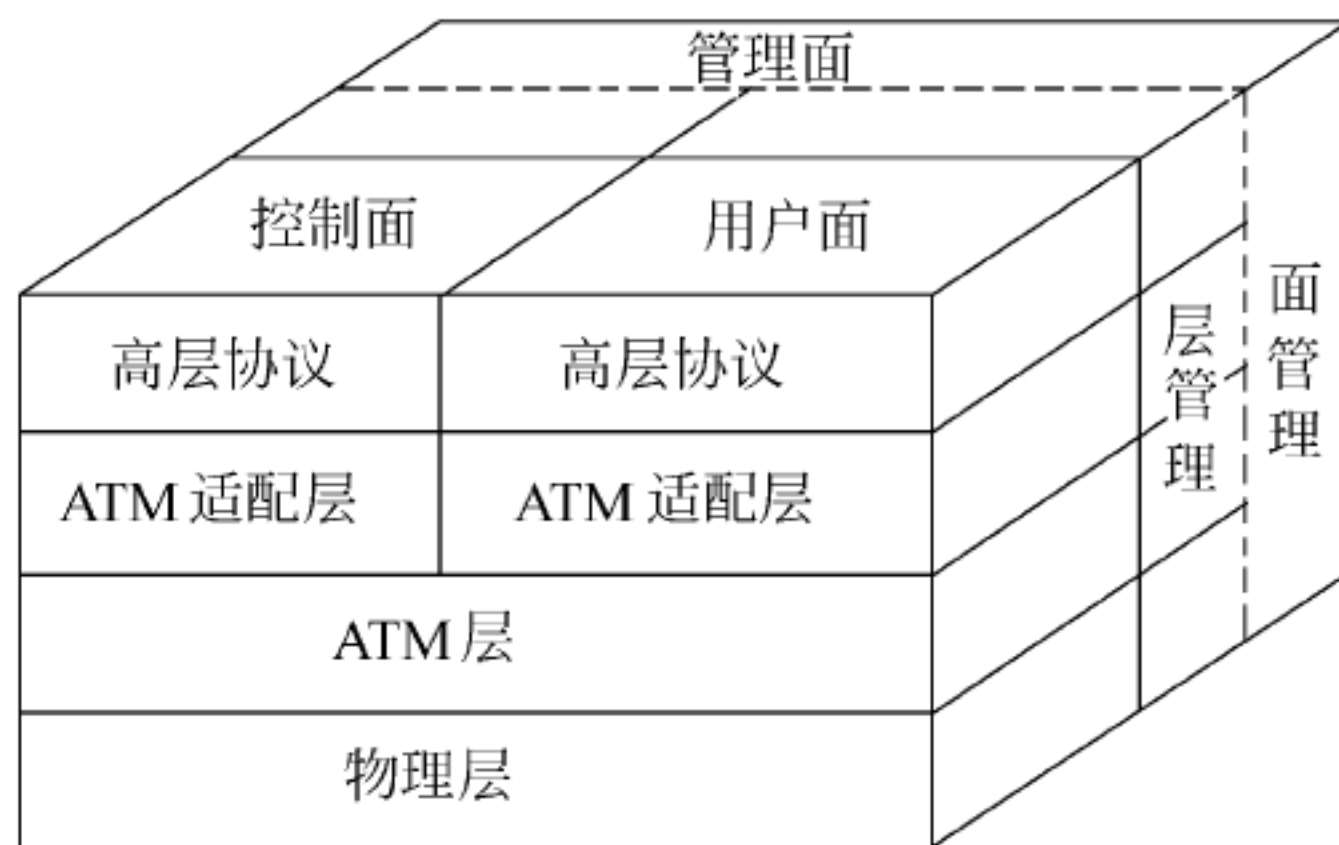 管理面
控制面
用户面
高层协议
高层协议
层管理
面管理
ATM 适配层
ATM 适配层
ATM 层
物理层